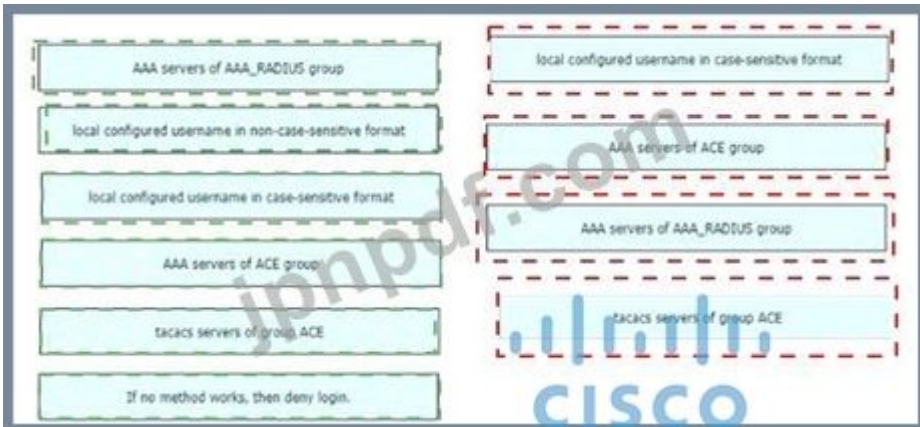 AAA servers of AAA_RADIUS group
local configured username in non-case-sensitive format
local configured username in case-sensitive format
AAA servers of ACE group
tacacs servers of group ACE
If no method works, then deny login.
local configured username in case-sensitive format
AAA servers of ACE group
AAA servers of AAA_RADIUS group
tacacs servers of group ACE
jpnpdf.com
CISCO